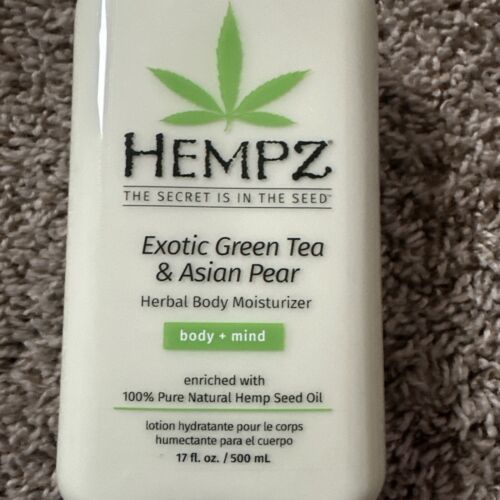 HEMPZ
THE SECRET IS IN THE SEED™
Exotic Green Tea
& Asian Pear
Herbal Body Moisturizer
body + mind
enriched with
100% Pure Natural Hemp Seed Oil
lotion hydratante pour le corps
humectante para el cuerpo
17 fl. oz. / 500 mL